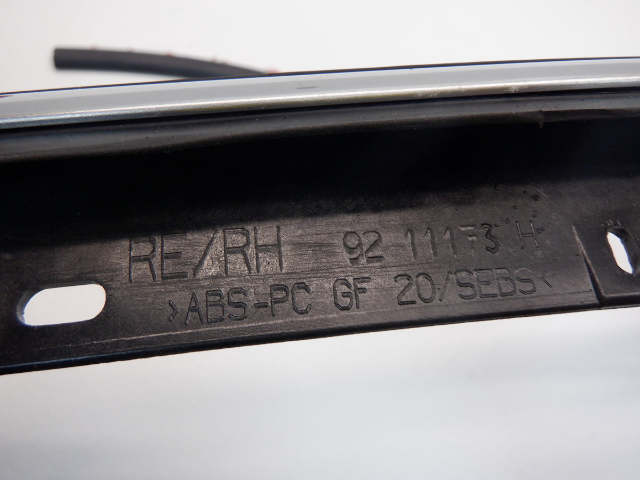 RE/RH 92 11173 H
>ABS-PC GF 20/SEBS<